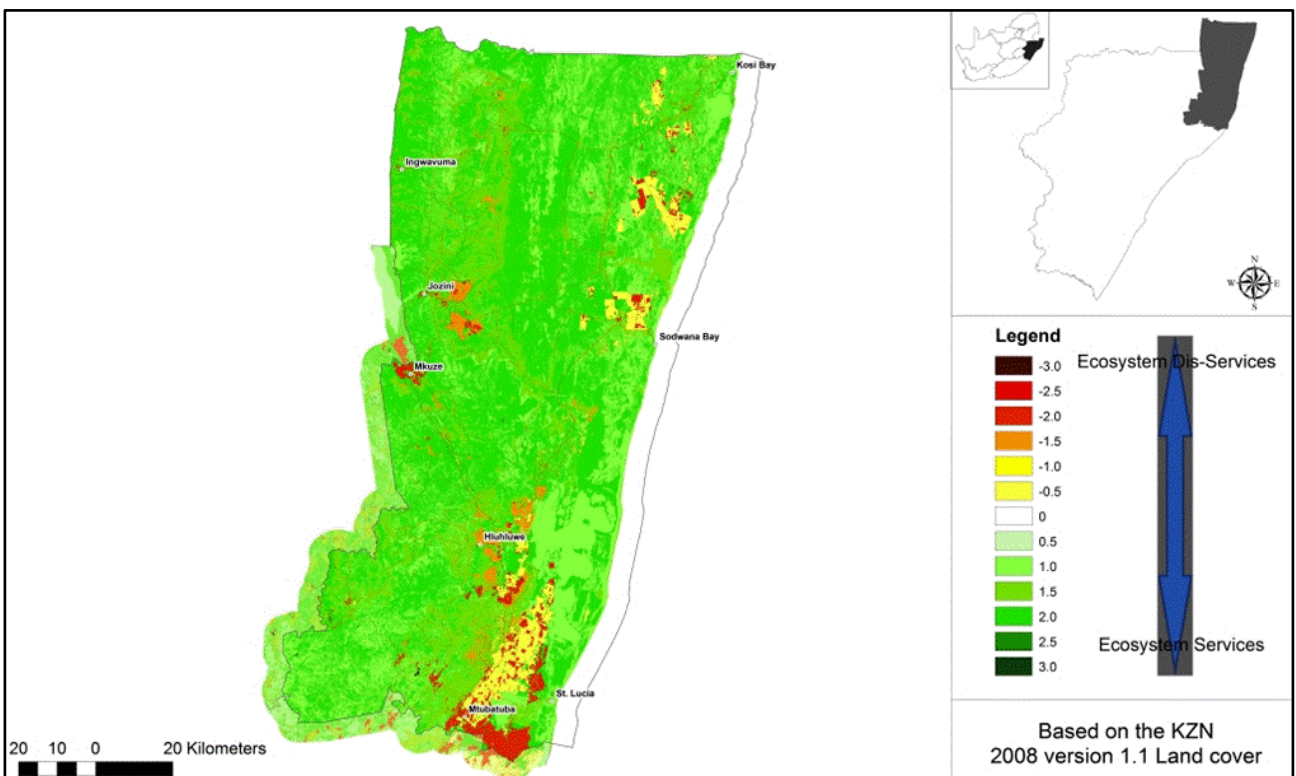 Kosi Bay
Ingwavuma
Jozini
Sodwana Bay
Mkuze
Hluhluwe
St. Lucia
Mtubatuba
20 10 0 20 Kilometers
N
W E
S
Legend
-3.0
-2.5
-2.0
-1.5
-1.0
-0.5
0
0.5
1.0
1.5
2.0
2.5
3.0
Ecosystem Dis-Services
Ecosystem Services
Based on the KZN
2008 version 1.1 Land cover